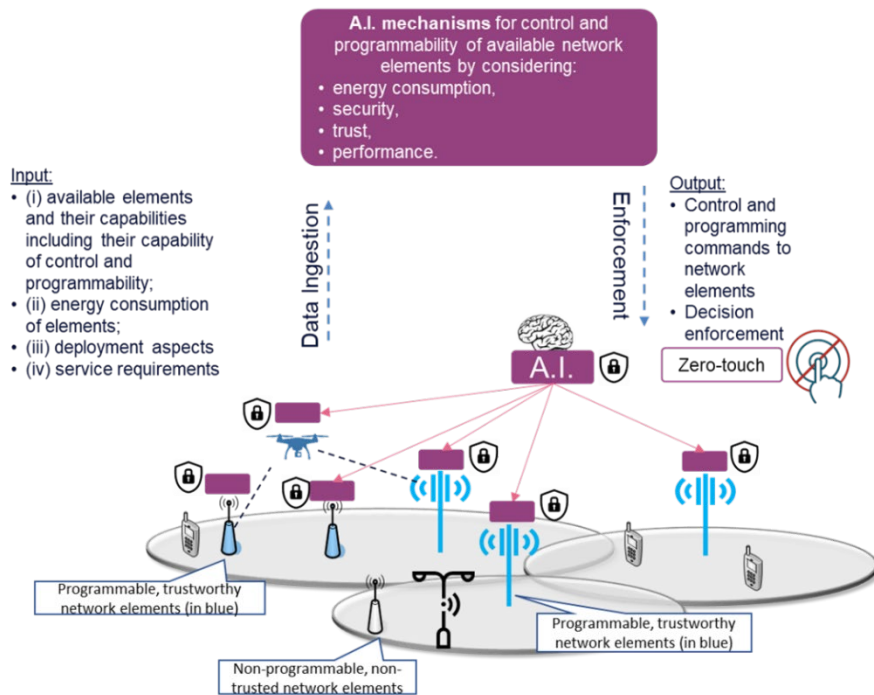 A.I. mechanisms for control and
programmability of available network
elements by considering:
• energy consumption,
• security,
• trust,
• performance.
Input:
• (i) available elements
and their capabilities
including their capability
of control and
programmability;
• (ii) energy consumption
of elements;
• (iii) deployment aspects
• (iv) service requirements
Data Ingestion
Enforcement
Output:
• Control and
programming
commands to
network
elements
• Decision
enforcement
Zero-touch
A.I.
Programmable, trustworthy
network elements (in blue)
Programmable, trustworthy
network elements (in blue)
Non-programmable, non-
trusted network elements